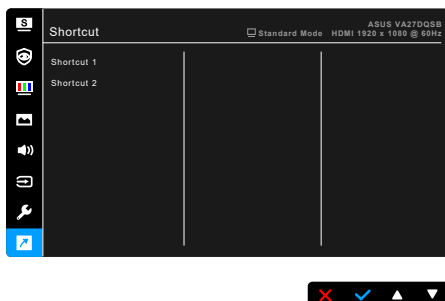 S
Shortcut
ASUS VA27DQSB
Standard Mode HDMI 1920 x 1080 @ 60Hz
Shortcut 1
Shortcut 2